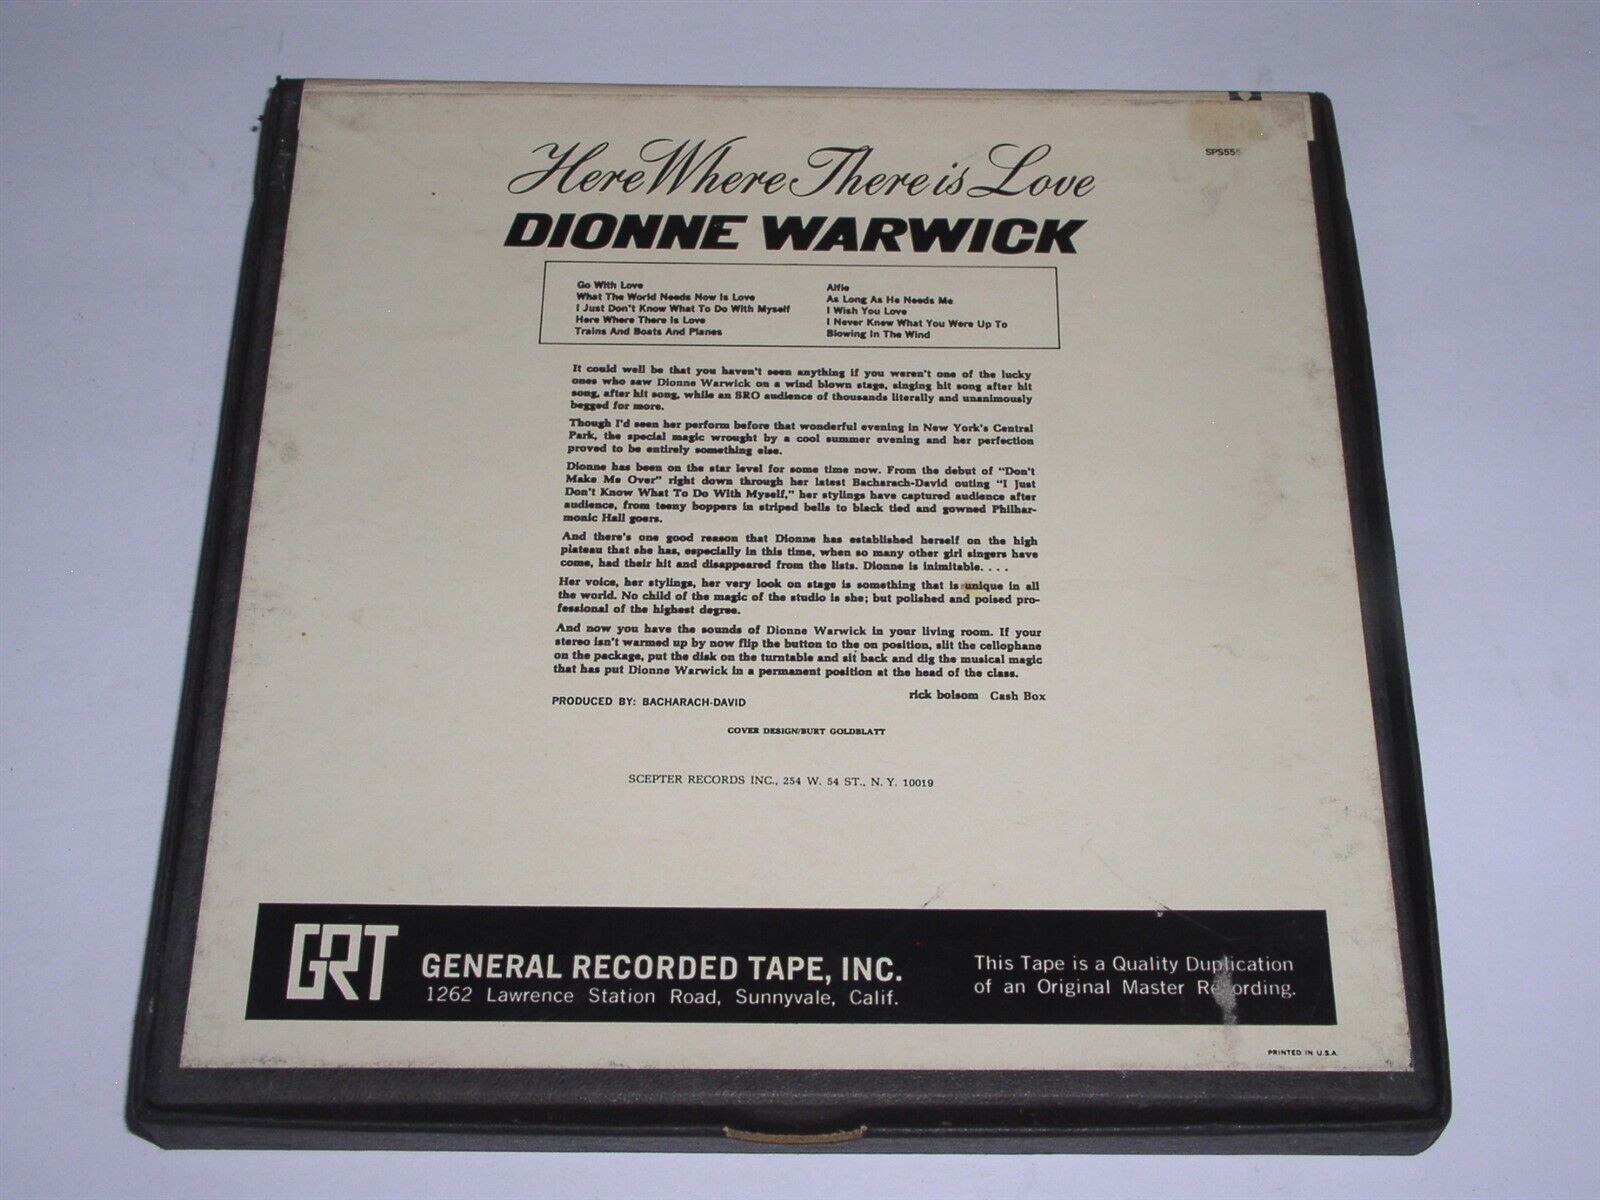 Here Where There is Love
SPS55
DIONNE WARWICK
Go With Love
What The World Needs Now Is Love
I Just Don't Know What To Do With Myself
Here Where There Is Love
Trains And Boats And Planes
Alfie
As Long As He Needs Me
I Wish You Love
I Never Knew What You Were Up To
Blowing In The Wind
It could well be that you haven't seen anything if you weren't one of the lucky
ones who saw Dionne Warwick on a wind blown stage, singing hit song after hit
song, after hit song, while an SRO audience of thousands literally and unanimously
begged for more.
Though I'd seen her perform before that wonderful evening in New York's Central
Park, the special magic wrought by a cool summer evening and her perfection
proved to be entirely something else.
Dionne has been on the star level for some time now. From the debut of "Don't
Make Me Over" right down through her latest Bacharach-David outing "I Just
Don't Know What To Do With Myself," her stylings have captured audience after
audience, from teeny boppers in striped bells to black tied and gowned Philhar-
monic Hall goers.
And there's one good reason that Dionne has established herself on the high
plateau that she has, especially in this time, when so many other girl singers have
come, had their hit and disappeared from the lists. Dionne is inimitable. . . .
Her voice, her stylings, her very look on stage is something that is unique in all
the world. No child of the magic of the studio is she; but polished and poised pro-
fessional of the highest degree.
And now you have the sounds of Dionne Warwick in your living room. If your
stereo isn't warmed up by now flip the button to the on position, slit the cellophane
on the package, put the disk on the turntable and sit back and dig the musical magic
that has put Dionne Warwick in a permanent position at the head of the class.
rick bolsom Cash Box
PRODUCED BY: BACHARACH-DAVID
COVER DESIGN/BURT GOLDBLATT
SCEPTER RECORDS INC., 254 W. 54 ST., N. Y. 10019
GRT
GENERAL RECORDED TAPE, INC.
1262 Lawrence Station Road, Sunnyvale, Calif.
This Tape is a Quality Duplication
of an Original Master Recording.
PRINTED IN U.S.A.